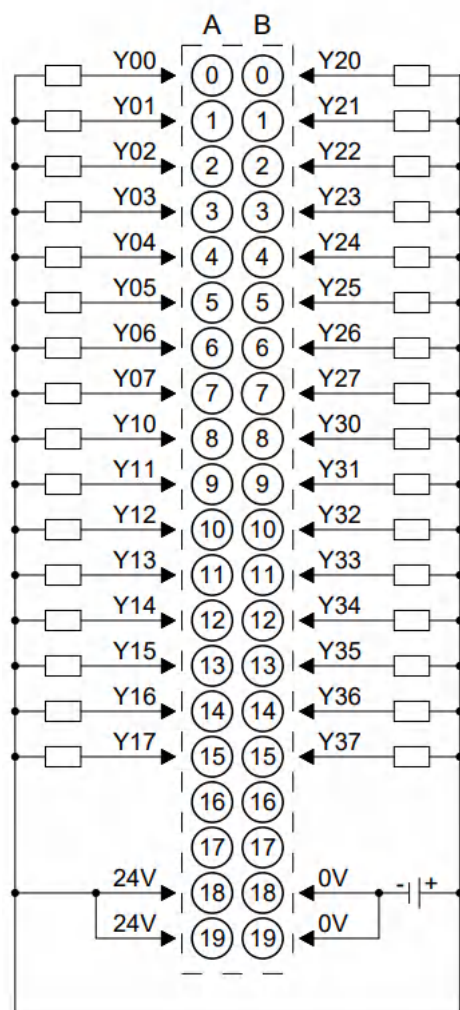 A B
Y00 0 0 Y20
Y01 1 1 Y21
Y02 2 2 Y22
Y03 3 3 Y23
Y04 4 4 Y24
Y05 5 5 Y25
Y06 6 6 Y26
Y07 7 7 Y27
Y10 8 8 Y30
Y11 9 9 Y31
Y12 10 10 Y32
Y13 11 11 Y33
Y14 12 12 Y34
Y15 13 13 Y35
Y16 14 14 Y36
Y17 15 15 Y37
16 16
17 17
24V 18 18 0V - +
24V 19 19 0V